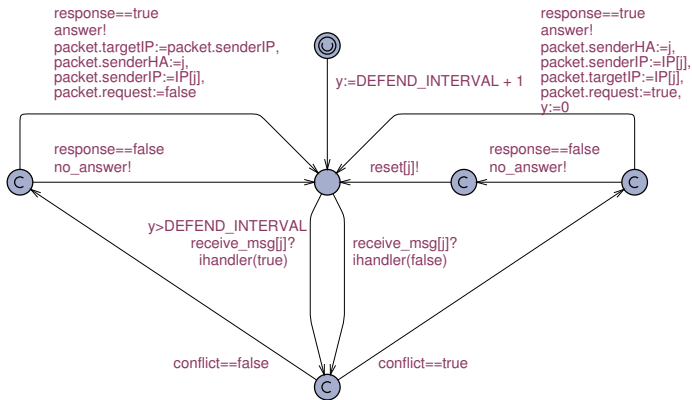 response==true
answer!
packet.targetIP:=packet.senderIP,
packet.senderHA:=j,
packet.senderIP:=IP[j],
packet.request:=false
response==true
answer!
packet.senderHA:=j,
packet.senderIP:=IP[j],
packet.targetIP:=IP[j],
packet.request:=true,
y:=0
y:=DEFEND_INTERVAL + 1
response==false
no_answer!
reset[j]!
response==false
no_answer!
C
C
C
y>DEFEND_INTERVAL
receive_msg[j]?
ihandler(true)
receive_msg[j]?
ihandler(false)
conflict==false
conflict==true
C